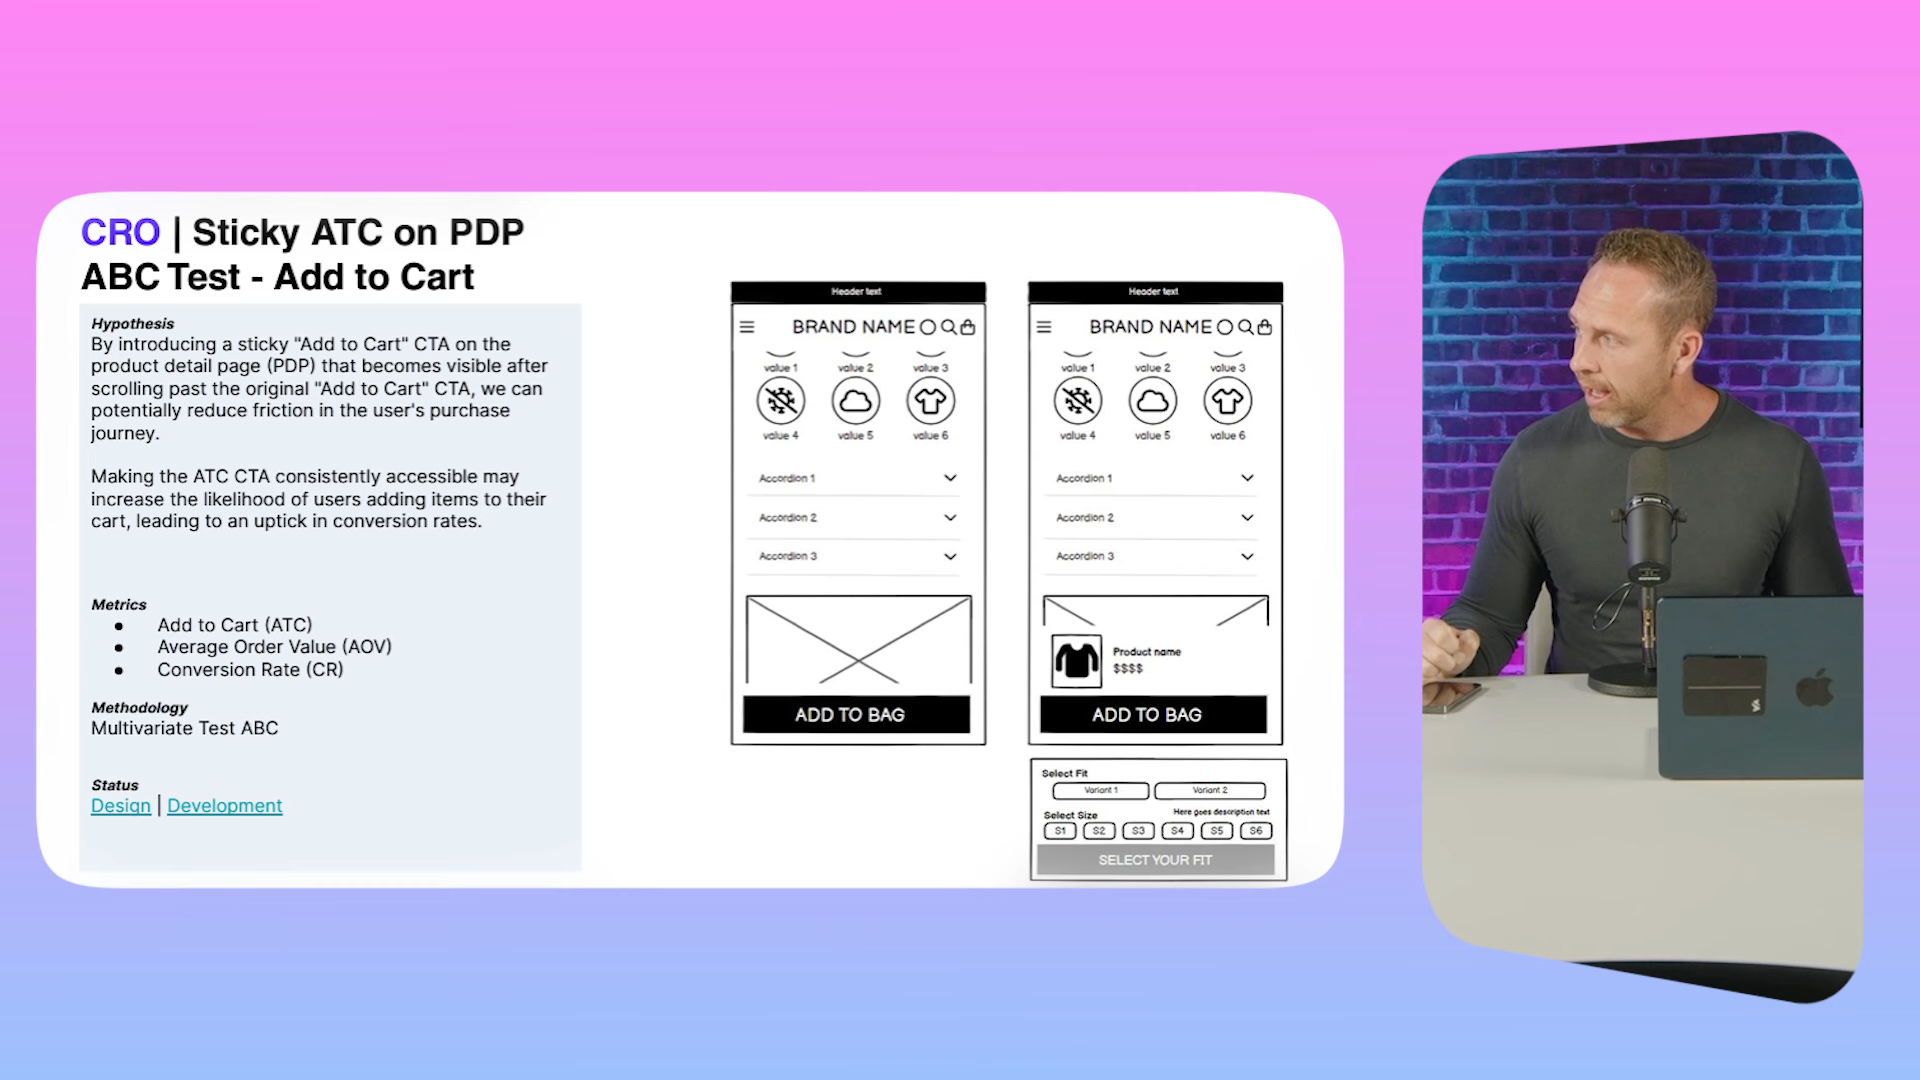 CRO | Sticky ATC on PDP
ABC Test - Add to Cart
Hypothesis
By introducing a sticky "Add to Cart" CTA on the
product detail page (PDP) that becomes visible after
scrolling past the original "Add to Cart" CTA, we can
potentially reduce friction in the user's purchase
journey.
Making the ATC CTA consistently accessible may
increase the likelihood of users adding items to their
cart, leading to an uptick in conversion rates.
Metrics
● Add to Cart (ATC)
● Average Order Value (AOV)
● Conversion Rate (CR)
Methodology
Multivariate Test ABC
Status
Design | Development
Header text
BRAND NAME
value 1 value 2 value 3
value 4 value 5 value 6
Accordion 1
Accordion 2
Accordion 3
ADD TO BAG
Header text
BRAND NAME
value 1 value 2 value 3
value 4 value 5 value 6
Accordion 1
Accordion 2
Accordion 3
Product name
$$$$
ADD TO BAG
Select Fit
Variant 1 Variant 2
Select Size Here goes description text
S1 S2 S3 S4 S5 S6
SELECT YOUR FIT